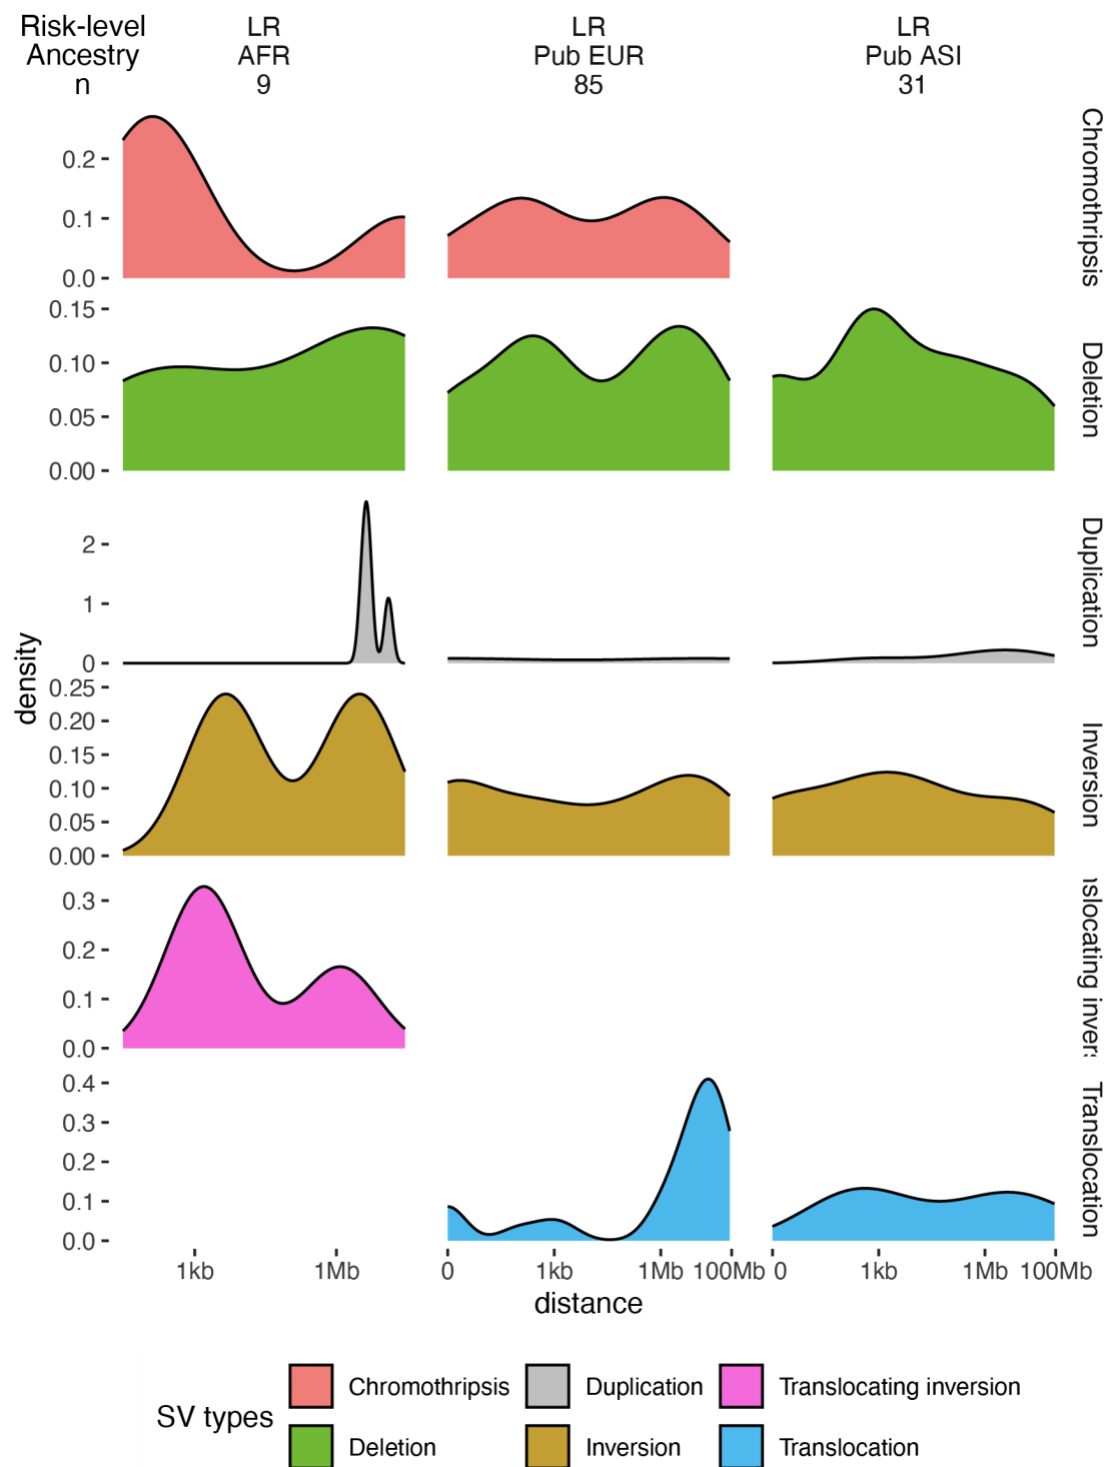 Risk-level LR LR LR
Ancestry AFR Pub EUR Pub ASI
n 9 85 31
Chromothripsis
0.2
0.1
0.0
Deletion
0.15
0.10
0.05
0.00
Duplication
2
1
0
density
Inversion
0.25
0.20
0.15
0.10
0.05
0.00
slocating inver
0.3
0.2
0.1
0.0
Translocation
0.4
0.3
0.2
0.1
0.0
1kb 1Mb 0 1kb 1Mb 100Mb 0 1kb 1Mb 100Mb
distance
SV types
Chromothripsis Duplication Translocating inversion
Deletion Inversion Translocation